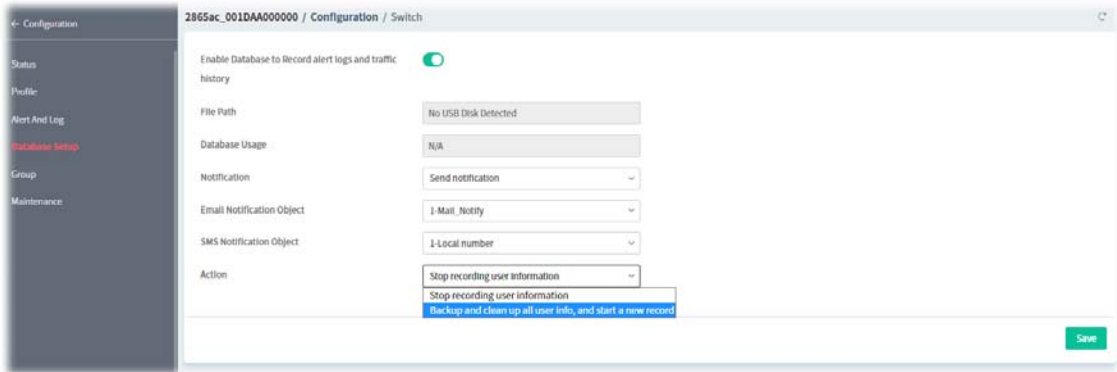 ← Configuration
2865ac_001DAA000000 / Configuration / Switch
Status
Profile
Alert And Log
Database Setup
Group
Maintenance
Enable Database to Record alert logs and traffic
history
File Path
No USB Disk Detected
Database Usage
N/A
Notification
Send notification
Email Notification Object
1-Mail_Notify
SMS Notification Object
1-Local number
Action
Stop recording user information
Stop recording user information
Backup and clean up all user info, and start a new record
Save